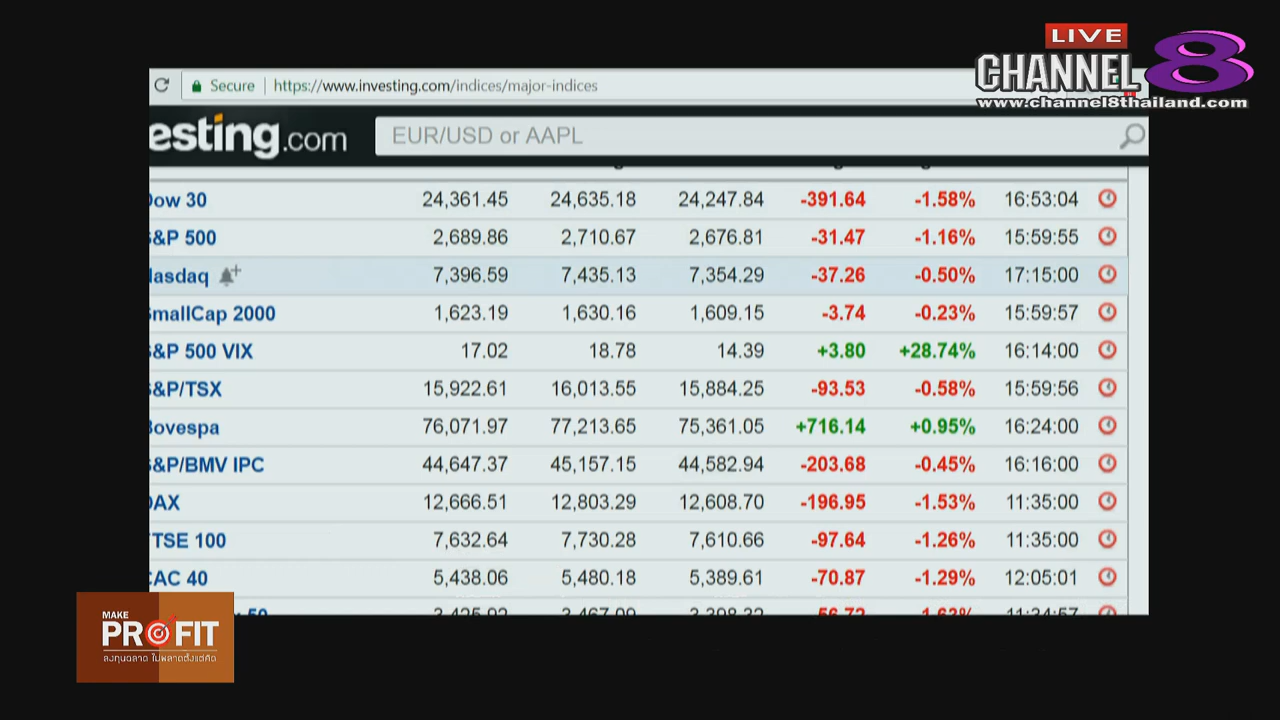 LIVE
CHANNEL 8
www.channel8thailand.com
Secure https://www.investing.com/indices/major-indices
esting.com EUR/USD or AAPL
Dow 30 24,361.45 24,635.18 24,247.84 -391.64 -1.58% 16:53:04
S&P 500 2,689.86 2,710.67 2,676.81 -31.47 -1.16% 15:59:55
Nasdaq 7,396.59 7,435.13 7,354.29 -37.26 -0.50% 17:15:00
SmallCap 2000 1,623.19 1,630.16 1,609.15 -3.74 -0.23% 15:59:57
S&P 500 VIX 17.02 18.78 14.39 +3.80 +28.74% 16:14:00
S&P/TSX 15,922.61 16,013.55 15,884.25 -93.53 -0.58% 15:59:56
Bovespa 76,071.97 77,213.65 75,361.05 +716.14 +0.95% 16:24:00
S&P/BMV IPC 44,647.37 45,157.15 44,582.94 -203.68 -0.45% 16:16:00
DAX 12,666.51 12,803.29 12,608.70 -196.95 -1.53% 11:35:00
FTSE 100 7,632.64 7,730.28 7,610.66 -97.64 -1.26% 11:35:00
CAC 40 5,438.06 5,480.18 5,389.61 -70.87 -1.29% 12:05:01
MAKE
PROFIT
ลงทุนฉลาด ไม่พลาดตั้งแต่คิด